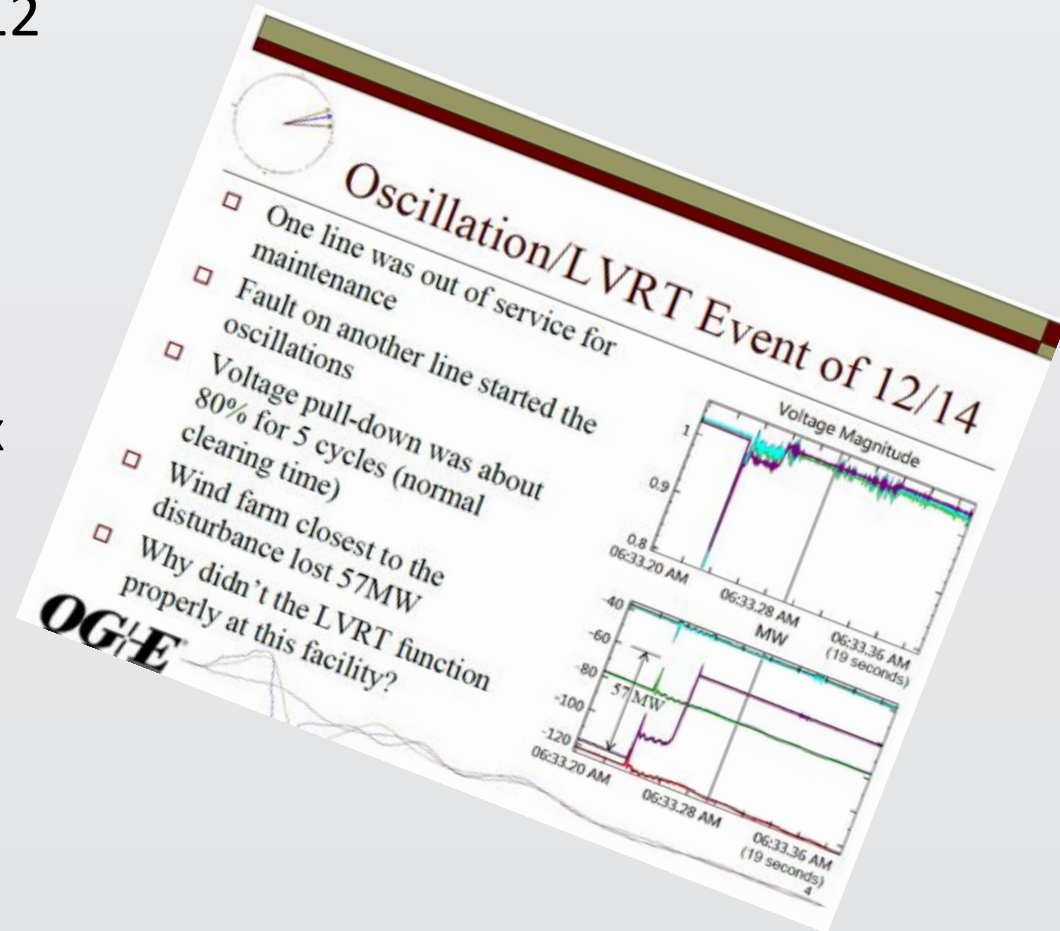 12
Oscillation/LVRT Event of 12/14
One line was out of service for
maintenance
Fault on another line started the
oscillations
Voltage pull-down was about
80% for 5 cycles (normal
clearing time)
Wind farm closest to the
disturbance lost 57MW
Why didn't the LVRT function
properly at this facility?
OG&E
Voltage Magnitude
1
0.9
0.8
06:33.20 AM
06:33.28 AM
06:33.36 AM
(19 seconds)
MW
-40
-60
-80
-100
-120
57 MW
06:33.20 AM
06:33.28 AM
06:33.36 AM
(19 seconds)
4